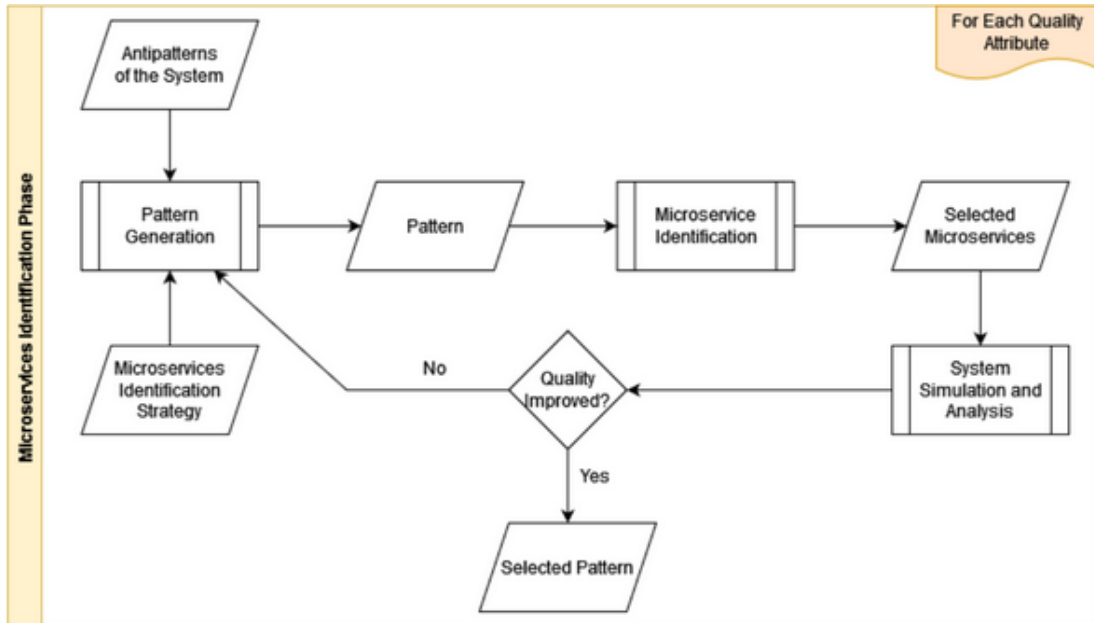 For Each Quality
Attribute
Antipatterns
of the System
Microservices Identification Phase
Pattern
Generation
Pattern
Microservice
Identification
Selected
Microservices
Microservices
Identification
Strategy
No
Quality
Improved?
System
Simulation and
Analysis
Yes
Selected Pattern